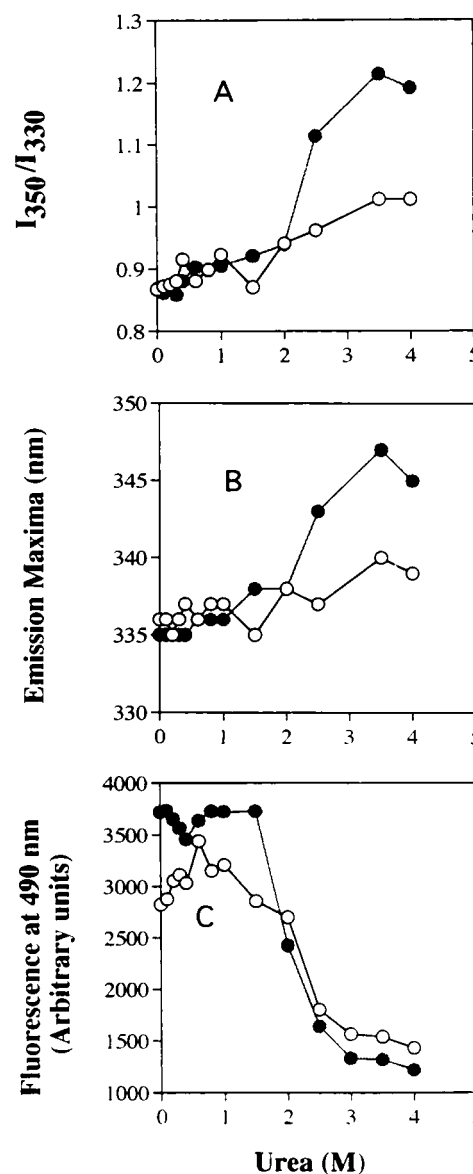 1.3
1.2
1.1
1
0.9
0.8
I350/I330
A
0 1 2 3 4 5
350
345
340
335
330
Emission Maxima (nm)
B
0 1 2 3 4 5
4000
3500
3000
2500
2000
1500
1000
Fluorescence at 490 nm
(Arbitrary units)
C
0 1 2 3 4 5
Urea (M)